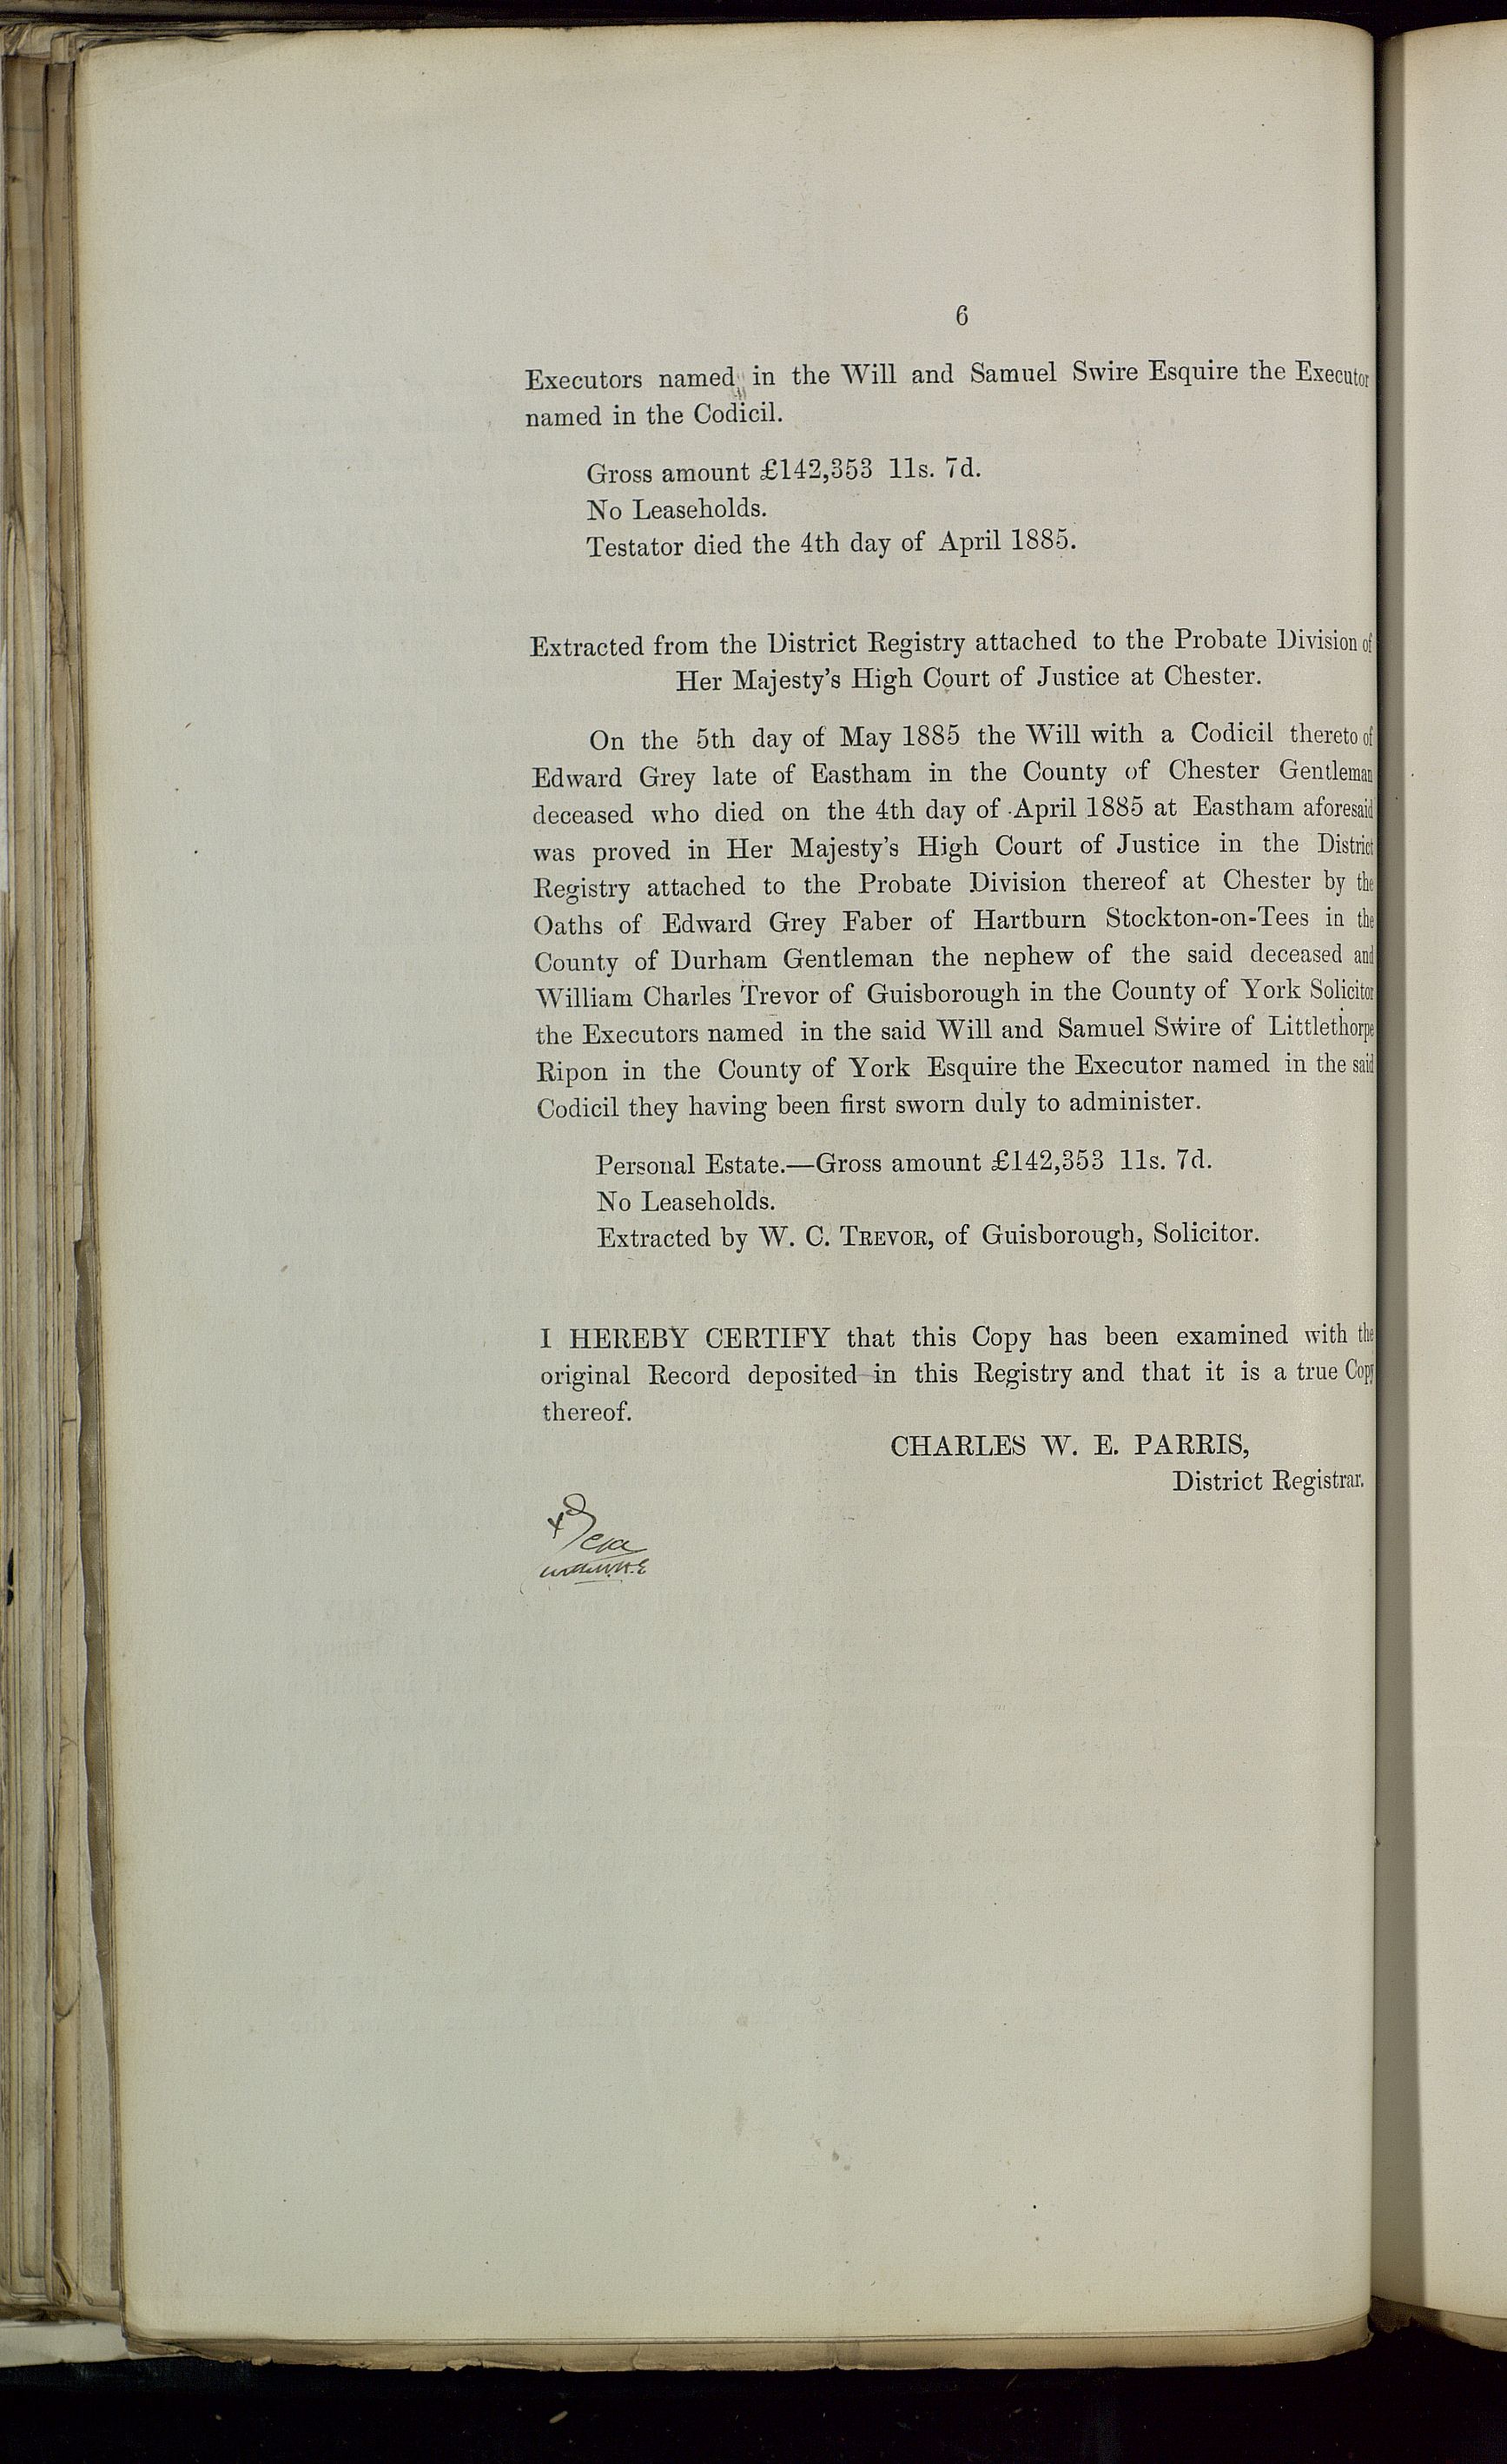 6
Executors named in the Will and Samuel Swire Esquire the Executor
named in the Codicil.
Gross amount £142,353 11s. 7d.
No Leaseholds.
Testator died the 4th day of April 1885.
Extracted from the District Registry attached to the Probate Division of
Her Majesty's High Court of Justice at Chester.
On the 5th day of May 1885 the Will with a Codicil thereto of
Edward Grey late of Eastham in the County of Chester Gentleman
deceased who died on the 4th day of April 1885 at Eastham aforesaid
was proved in Her Majesty's High Court of Justice in the District
Registry attached to the Probate Division thereof at Chester by the
Oaths of Edward Grey Faber of Hartburn Stockton-on-Tees in the
County of Durham Gentleman the nephew of the said deceased and
William Charles Trevor of Guisborough in the County of York Solicitor
the Executors named in the said Will and Samuel Swire of Littlethorpe
Ripon in the County of York Esquire the Executor named in the said
Codicil they having been first sworn duly to administer.
Personal Estate.—Gross amount £142,353 11s. 7d.
No Leaseholds.
Extracted by W. C. TREVOR, of Guisborough, Solicitor.
I HEREBY CERTIFY that this Copy has been examined with the
original Record deposited in this Registry and that it is a true Copy
thereof.
CHARLES W. E. PARRIS,
District Registrar.